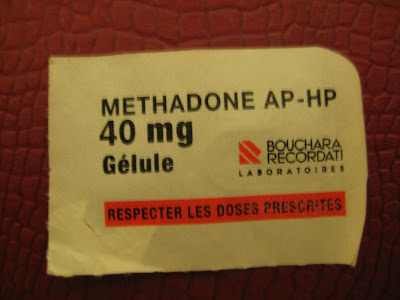 METHADONE AP-HP
40 mg
Gélule
BOUCHARA
RECORDATI
LABORATOIRES
RESPECTER LES DOSES PRESCRITES